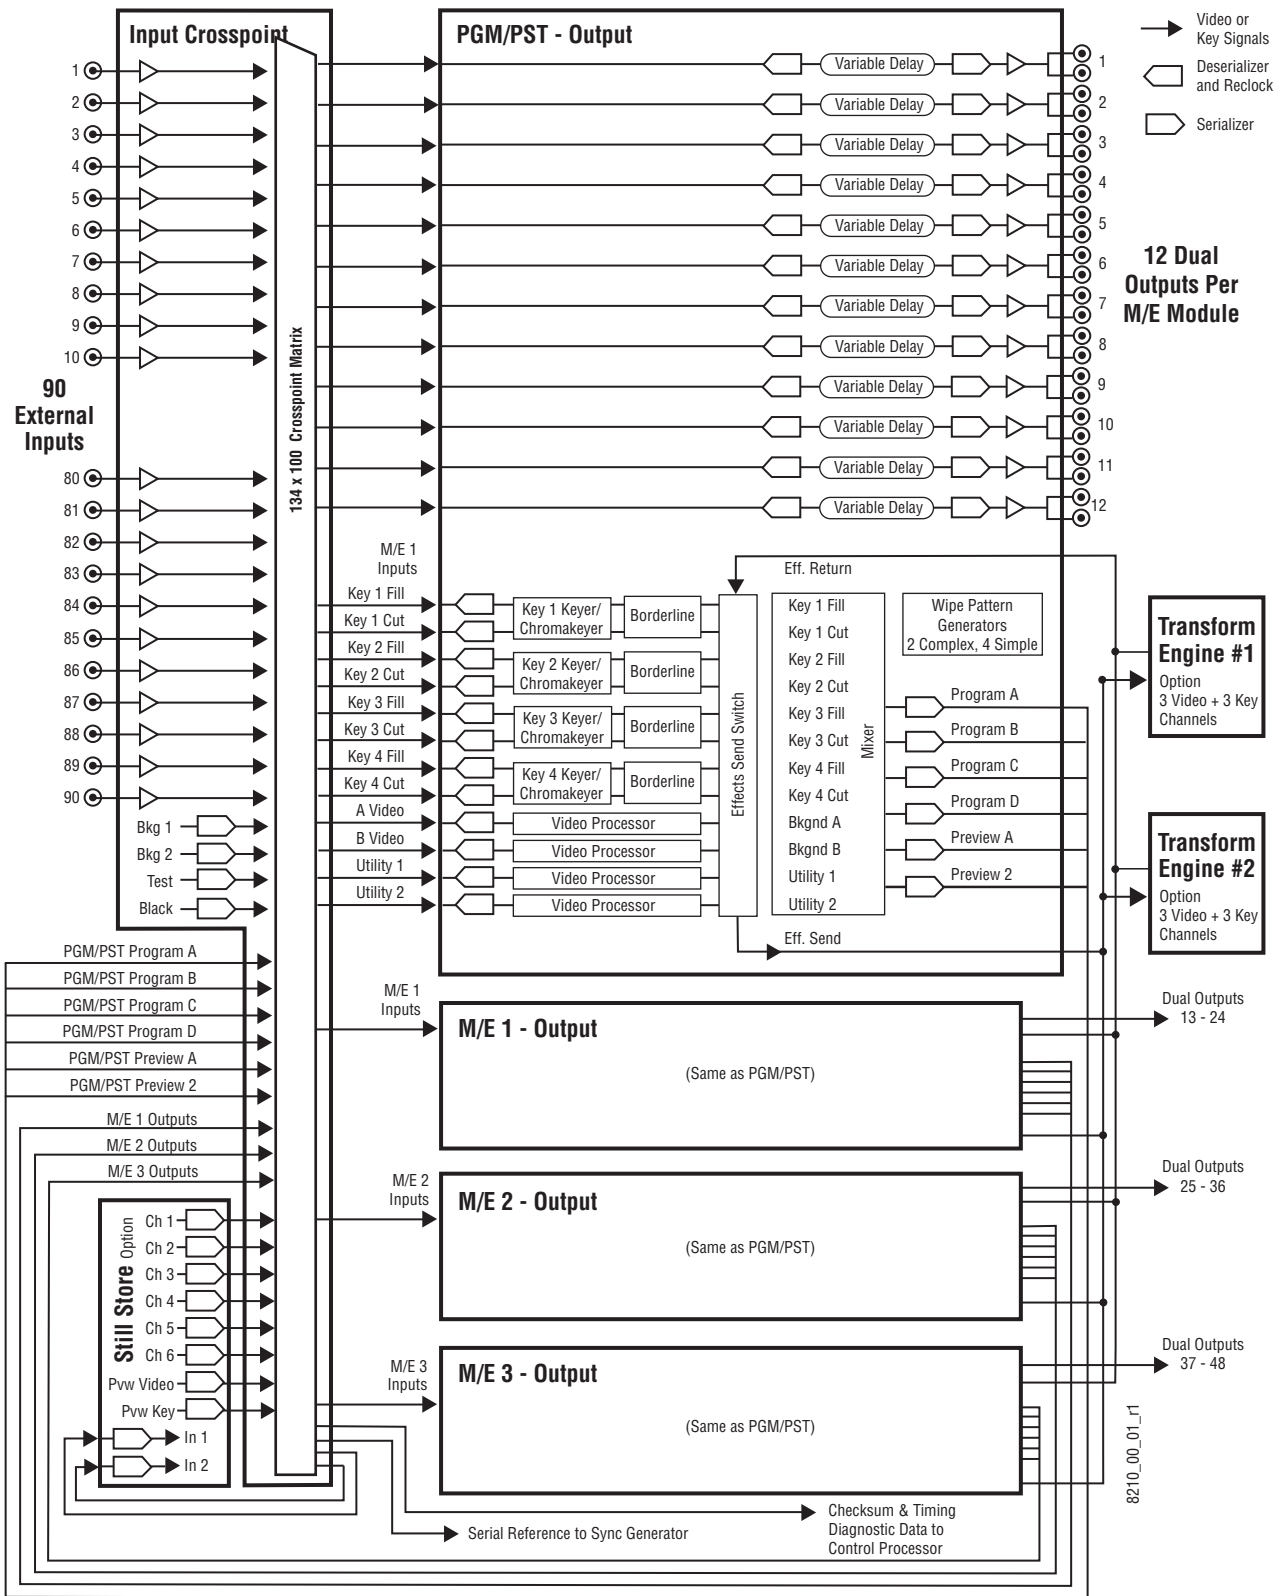 Input Crosspoint
PGM/PST - Output
Video or
Key Signals
Deserializer
and Reclock
Serializer
1
2
3
4
5
6
7
8
9
10
90
External
Inputs
80
81
82
83
84
85
86
87
88
89
90
Bkg 1
Bkg 2
Test
Black
134 x 100 Crosspoint Matrix
Variable Delay
1
Variable Delay
2
Variable Delay
3
Variable Delay
4
Variable Delay
5
Variable Delay
6
Variable Delay
7
Variable Delay
8
Variable Delay
9
Variable Delay
10
Variable Delay
11
Variable Delay
12
12 Dual
Outputs Per
M/E Module
M/E 1
Inputs
Key 1 Fill
Key 1 Cut
Key 2 Fill
Key 2 Cut
Key 3 Fill
Key 3 Cut
Key 4 Fill
Key 4 Cut
A Video
B Video
Utility 1
Utility 2
Key 1 Keyer/
Chromakeyer
Borderline
Key 2 Keyer/
Chromakeyer
Borderline
Key 3 Keyer/
Chromakeyer
Borderline
Key 4 Keyer/
Chromakeyer
Borderline
Video Processor
Video Processor
Video Processor
Video Processor
Effects Send Switch
Eff. Return
Key 1 Fill
Key 1 Cut
Key 2 Fill
Key 2 Cut
Key 3 Fill
Key 3 Cut
Key 4 Fill
Key 4 Cut
Bkgnd A
Bkgnd B
Utility 1
Utility 2
Mixer
Wipe Pattern
Generators
2 Complex, 4 Simple
Program A
Program B
Program C
Program D
Preview A
Preview 2
Eff. Send
Transform
Engine #1
Option
3 Video + 3 Key
Channels
Transform
Engine #2
Option
3 Video + 3 Key
Channels
PGM/PST Program A
PGM/PST Program B
PGM/PST Program C
PGM/PST Program D
PGM/PST Preview A
PGM/PST Preview 2
M/E 1 Outputs
M/E 2 Outputs
M/E 3 Outputs
Still Store Option
Ch 1
Ch 2
Ch 3
Ch 4
Ch 5
Ch 6
Pvw Video
Pvw Key
In 1
In 2
M/E 1
Inputs
M/E 1 - Output
(Same as PGM/PST)
Dual Outputs
13 - 24
M/E 2
Inputs
M/E 2 - Output
(Same as PGM/PST)
Dual Outputs
25 - 36
M/E 3
Inputs
M/E 3 - Output
(Same as PGM/PST)
Dual Outputs
37 - 48
8210_00_01_r1
Checksum & Timing
Diagnostic Data to
Control Processor
Serial Reference to Sync Generator